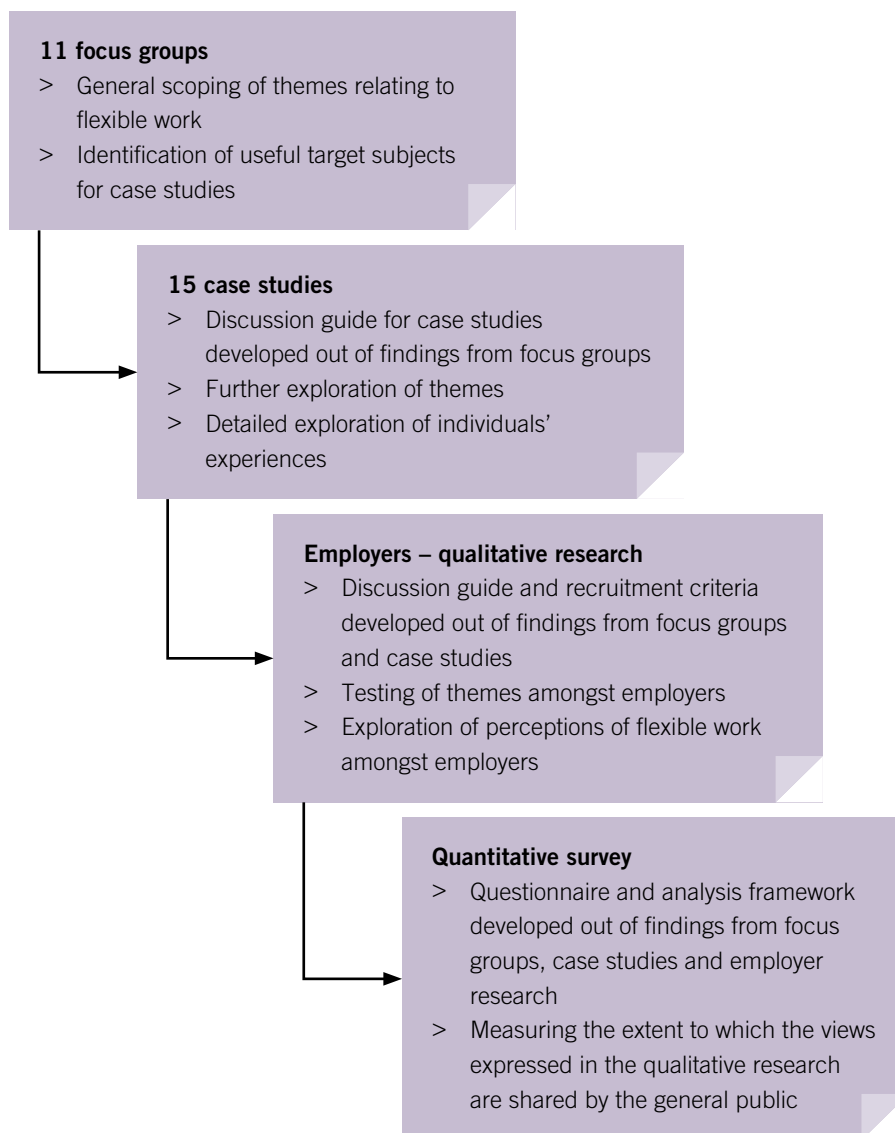 11 focus groups
> General scoping of themes relating to
flexible work
> Identification of useful target subjects
for case studies
15 case studies
> Discussion guide for case studies
developed out of findings from focus groups
> Further exploration of themes
> Detailed exploration of individuals’
experiences
Employers – qualitative research
> Discussion guide and recruitment criteria
developed out of findings from focus groups
and case studies
> Testing of themes amongst employers
> Exploration of perceptions of flexible work
amongst employers
Quantitative survey
> Questionnaire and analysis framework
developed out of findings from focus
groups, case studies and employer
research
> Measuring the extent to which the views
expressed in the qualitative research
are shared by the general public